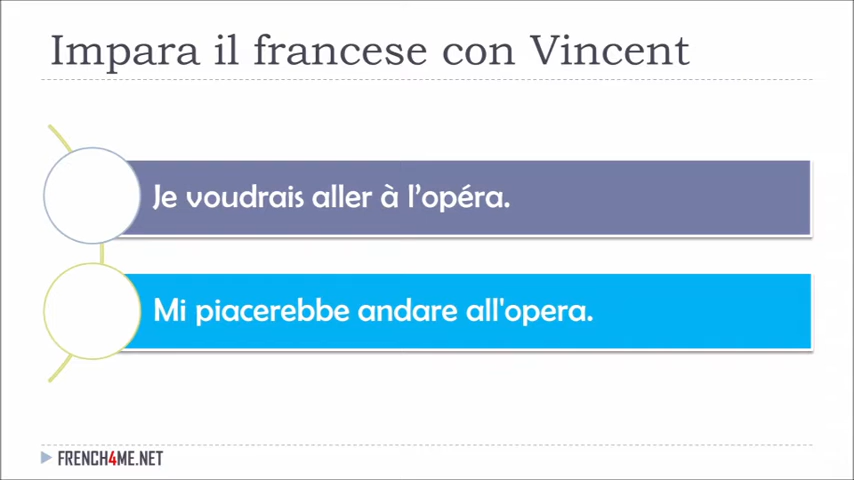 Impara il francese con Vincent
Je voudrais aller à l’opéra.
Mi piacerebbe andare all'opera.
FRENCH4ME.NET